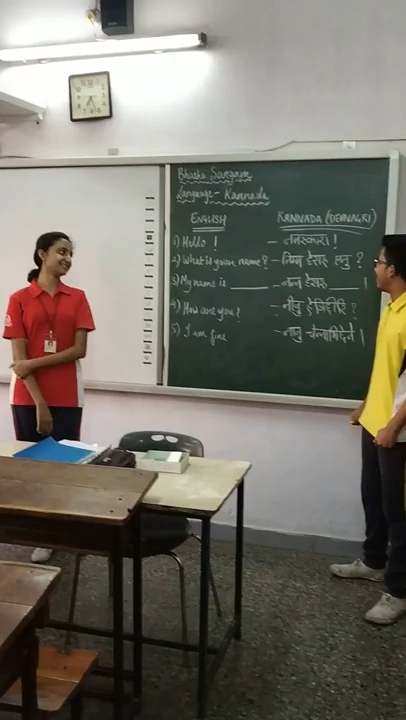 Bhasha Sangam
Language - Kannada
ENGLISH KANNADA (DEVNAGRI)
1) Hello ! - नमस्कारा !
2) What is your name ? - निम्म हेसरु एनु ?
3) My name is ______ - नन्न हेसरु ______ !
4) How are you ? - नीवु हेगिद्दिरि ?
5) I am fine - नानु चेन्नागिद्देने |